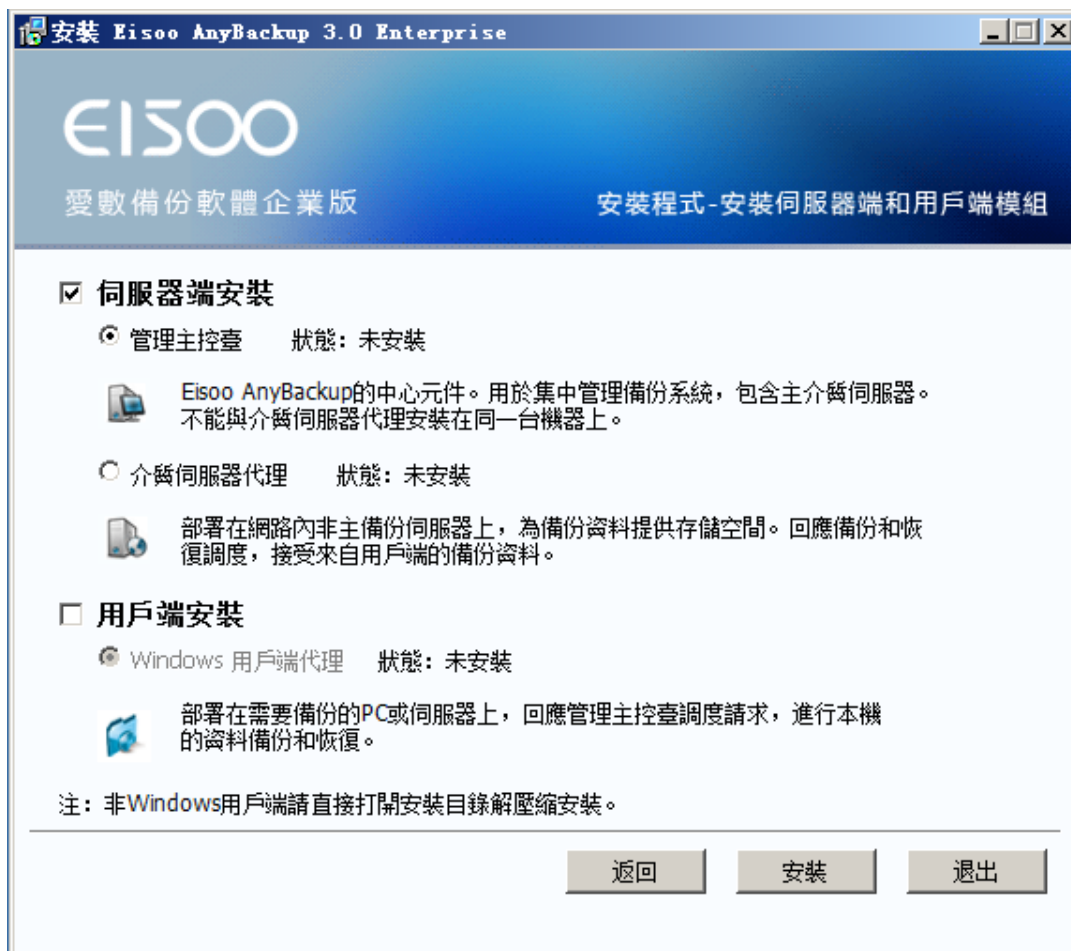 安裝 Eisoo AnyBackup 3.0 Enterprise
EISOO
愛數備份軟體企業版
安裝程式-安裝伺服器端和用戶端模組
伺服器端安裝
管理主控臺 狀態：未安裝
Eisoo AnyBackup的中心元件。用於集中管理備份系統，包含主介質伺服器。
不能與介質伺服器代理安裝在同一台機器上。
介質伺服器代理 狀態：未安裝
部署在網路內非主備份伺服器上，為備份資料提供存儲空間。回應備份和恢
復調度，接受來自用戶端的備份資料。
用戶端安裝
Windows 用戶端代理 狀態：未安裝
部署在需要備份的PC或伺服器上，回應管理主控臺調度請求，進行本機
的資料備份和恢復。
注：非Windows用戶端請直接打開安裝目錄解壓縮安裝。
返回 安裝 退出